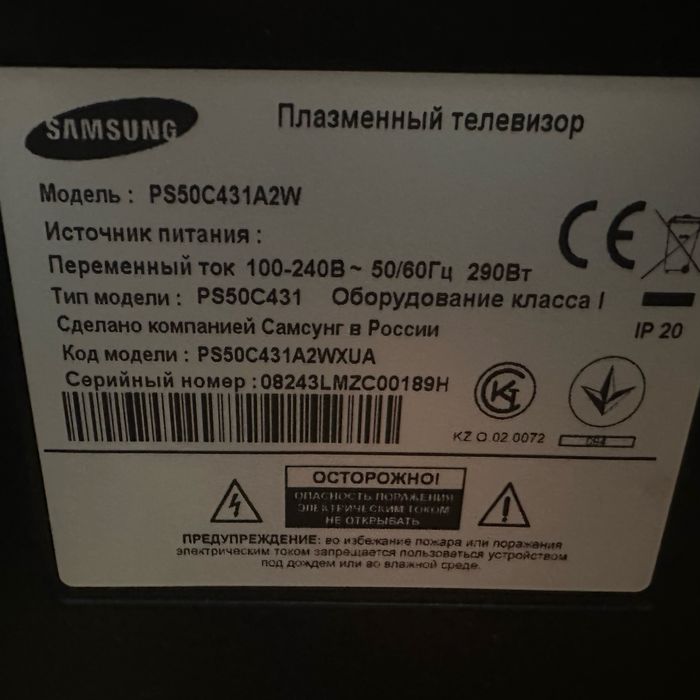 SAMSUNG
Плазменный телевизор
Модель : PS50C431A2W
Источник питания :
Переменный ток 100-240В~ 50/60Гц 290Вт
Тип модели : PS50C431 Оборудование класса I
Сделано компанией Самсунг в России
IP 20
Код модели : PS50C431A2WXUA
Серийный номер : 08243LMZC00189H
KZ O.02.0072
ОСТОРОЖНО!
ОПАСНОСТЬ ПОРАЖЕНИЯ
ЭЛЕКТРИЧЕСКИМ ТОКОМ
НЕ ОТКРЫВАТЬ
ПРЕДУПРЕЖДЕНИЕ: во избежание пожара или поражения
электрическим током запрещается пользоваться устройством
под дождем или во влажной среде.